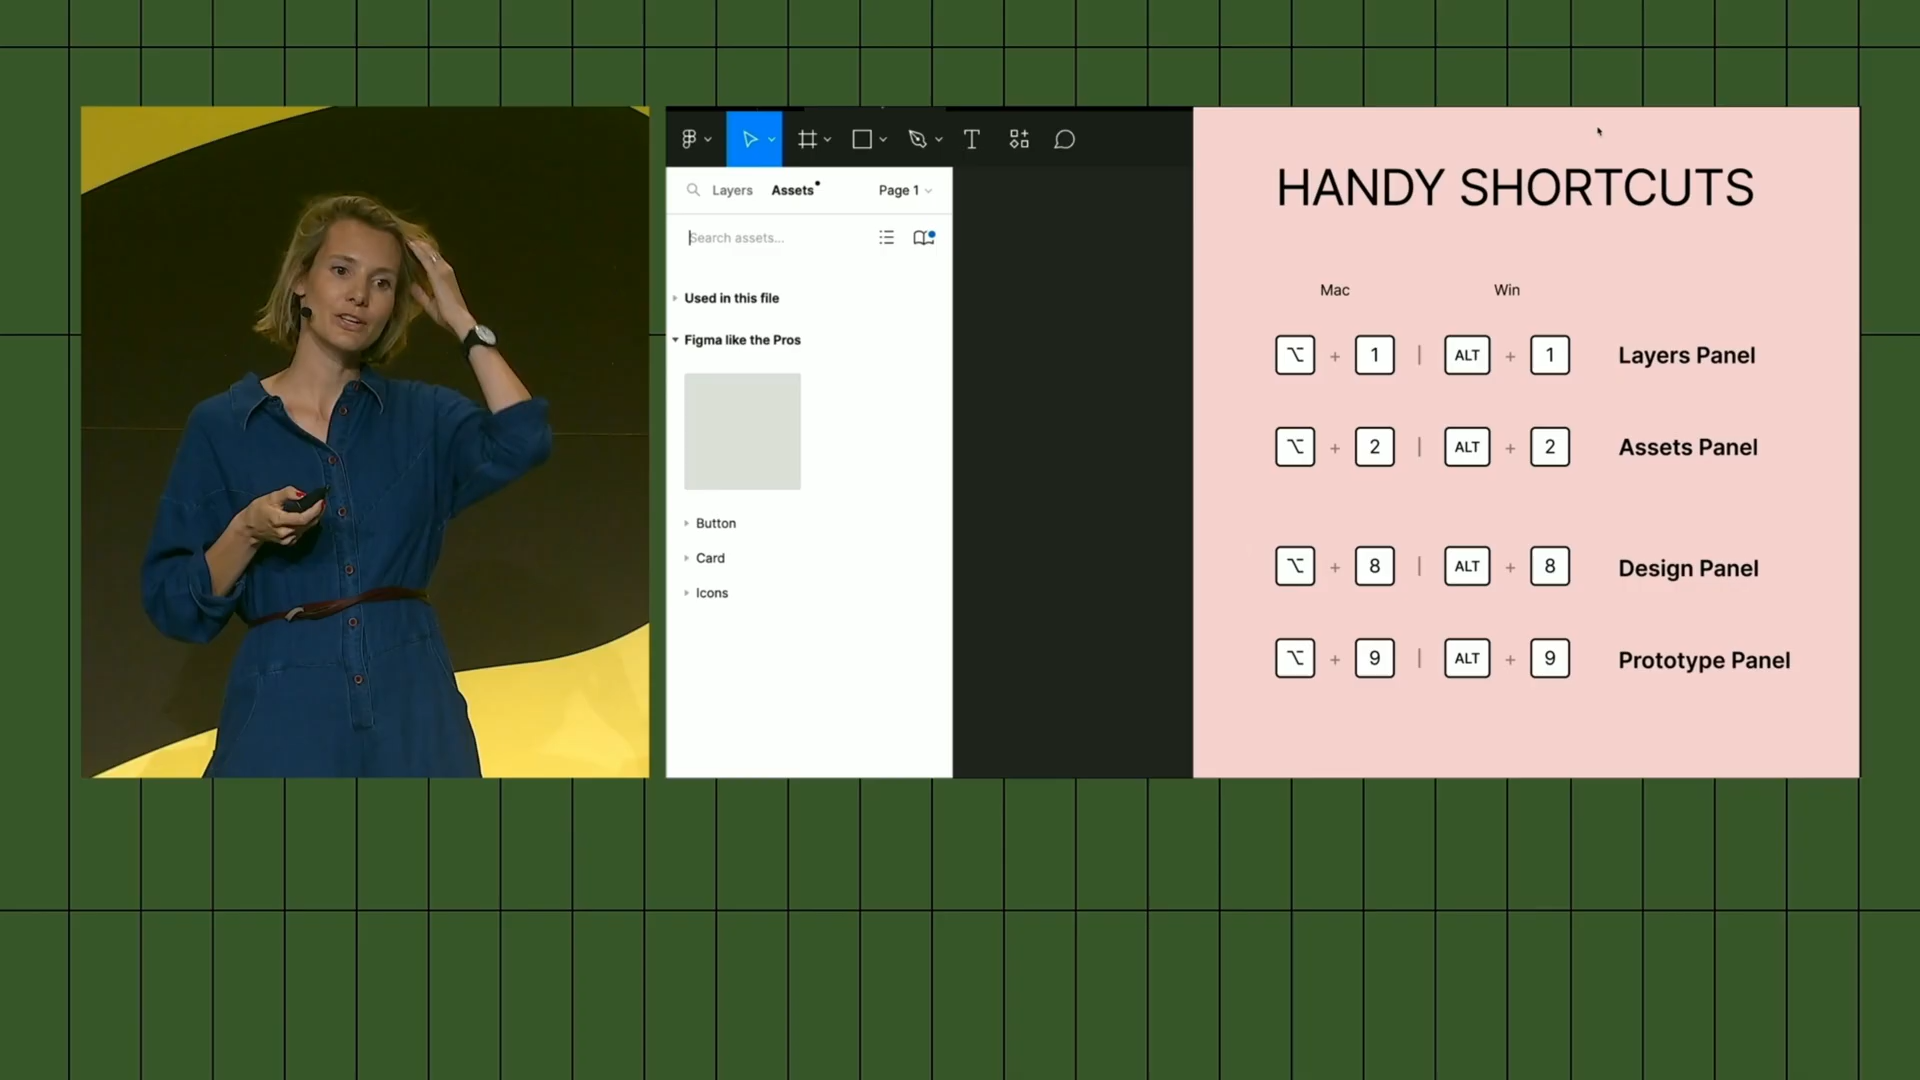 Layers Assets Page 1
Search assets...
Used in this file
Figma like the Pros
Button
Card
Icons
HANDY SHORTCUTS
Mac Win
⌥ + 1 | ALT + 1 Layers Panel
⌥ + 2 | ALT + 2 Assets Panel
⌥ + 8 | ALT + 8 Design Panel
⌥ + 9 | ALT + 9 Prototype Panel